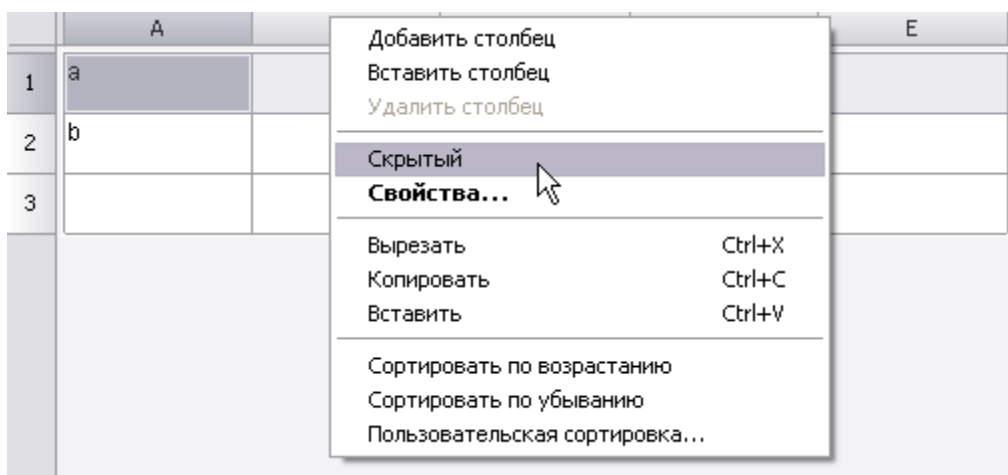 A E
Добавить столбец
Вставить столбец
1 a
Удалить столбец
2 b
Скрытый
Свойства...
3
Вырезать Ctrl+X
Копировать Ctrl+C
Вставить Ctrl+V
Сортировать по возрастанию
Сортировать по убыванию
Пользовательская сортировка...